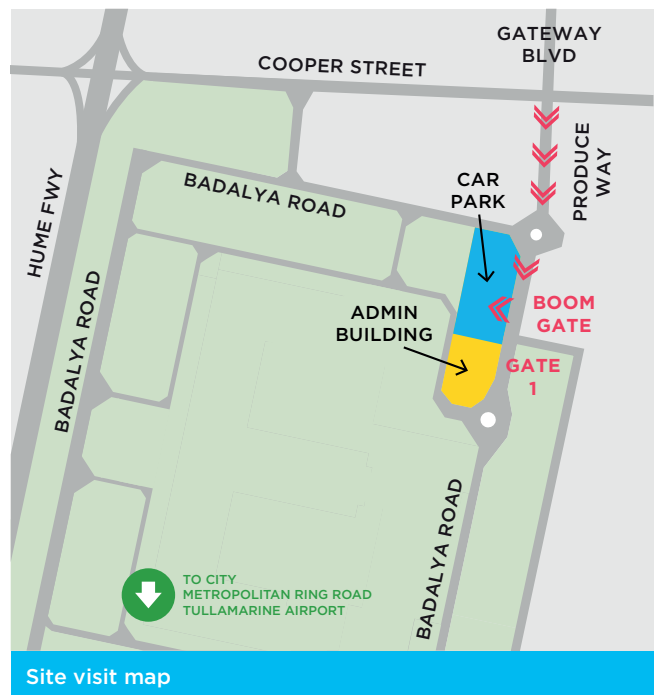 GATEWAY
BLVD
COOPER STREET
PRODUCE
WAY
CAR
PARK
BADALYA ROAD
HUME FWY
BADALYA ROAD
ADMIN
BUILDING
BOOM
GATE
GATE
1
BADALYA ROAD
TO CITY
METROPOLITAN RING ROAD
TULLAMARINE AIRPORT
Site visit map